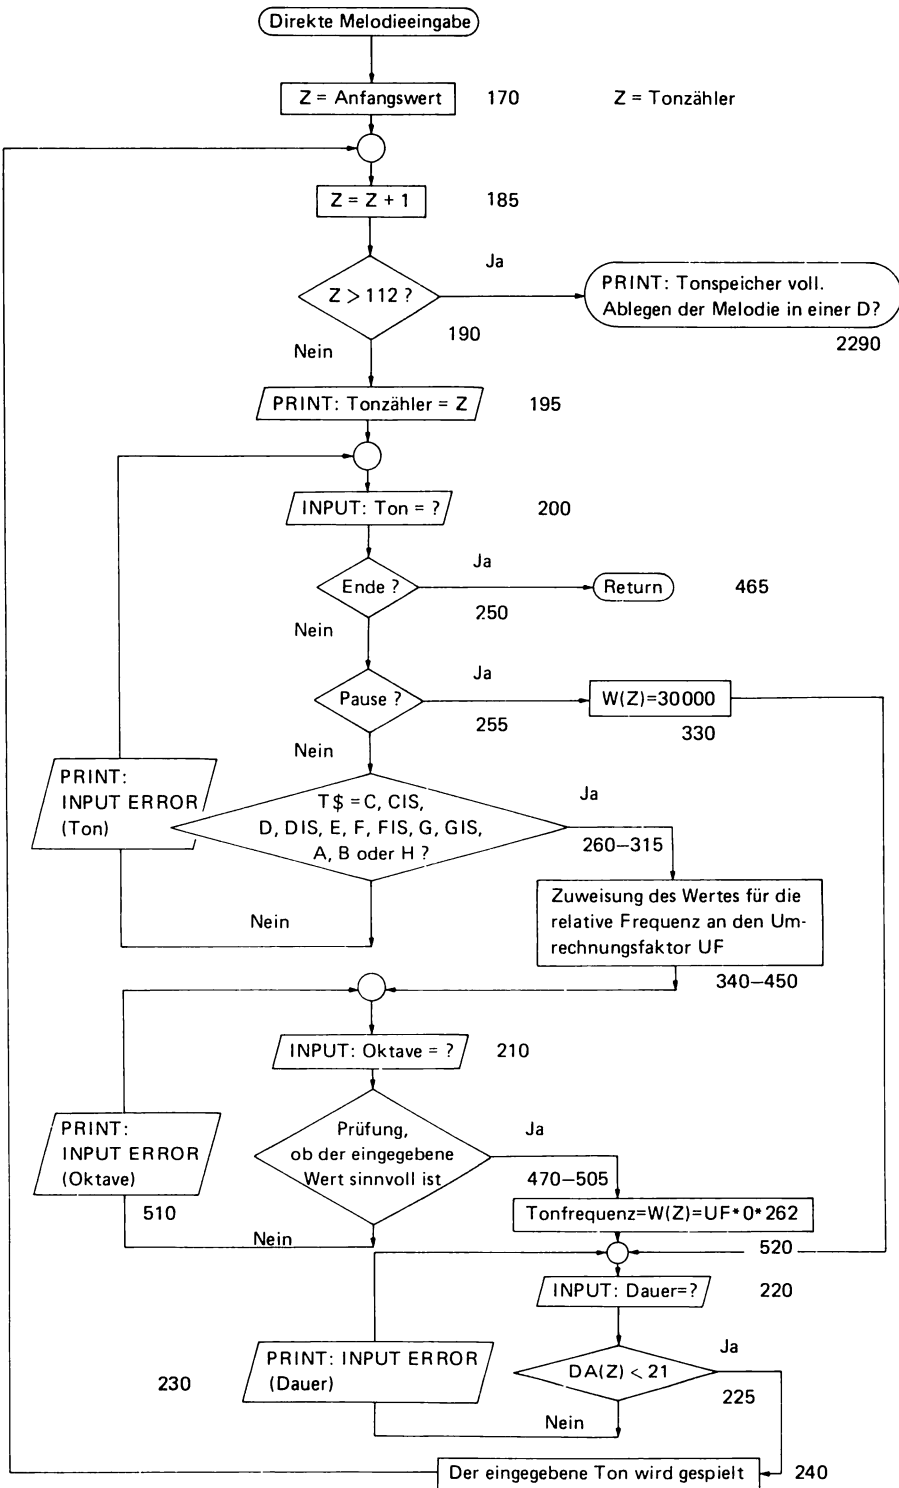 Direkte Melodieeingabe
Z = Anfangswert
170
Z = Tonzähler
Z = Z + 1
185
Z > 112 ?
Ja
190
Nein
PRINT: Tonspeicher voll.
Ablegen der Melodie in einer D?
2290
PRINT: Tonzähler = Z
195
INPUT: Ton = ?
200
Ende ?
Ja
250
Nein
Return
465
Pause ?
Ja
255
Nein
W(Z)=30000
330
PRINT:
INPUT ERROR
(Ton)
T$ = C, CIS,
D, DIS, E, F, FIS, G, GIS,
A, B oder H ?
Ja
260–315
Nein
Zuweisung des Wertes für die
relative Frequenz an den Um-
rechnungsfaktor UF
340–450
INPUT: Oktave = ?
210
PRINT:
INPUT ERROR
(Oktave)
510
Prüfung,
ob der eingegebene
Wert sinnvoll ist
Ja
470–505
Nein
Tonfrequenz=W(Z)=UF*0*262
520
INPUT: Dauer=?
220
230
PRINT: INPUT ERROR
(Dauer)
DA(Z) < 21
Ja
225
Nein
Der eingegebene Ton wird gespielt
240